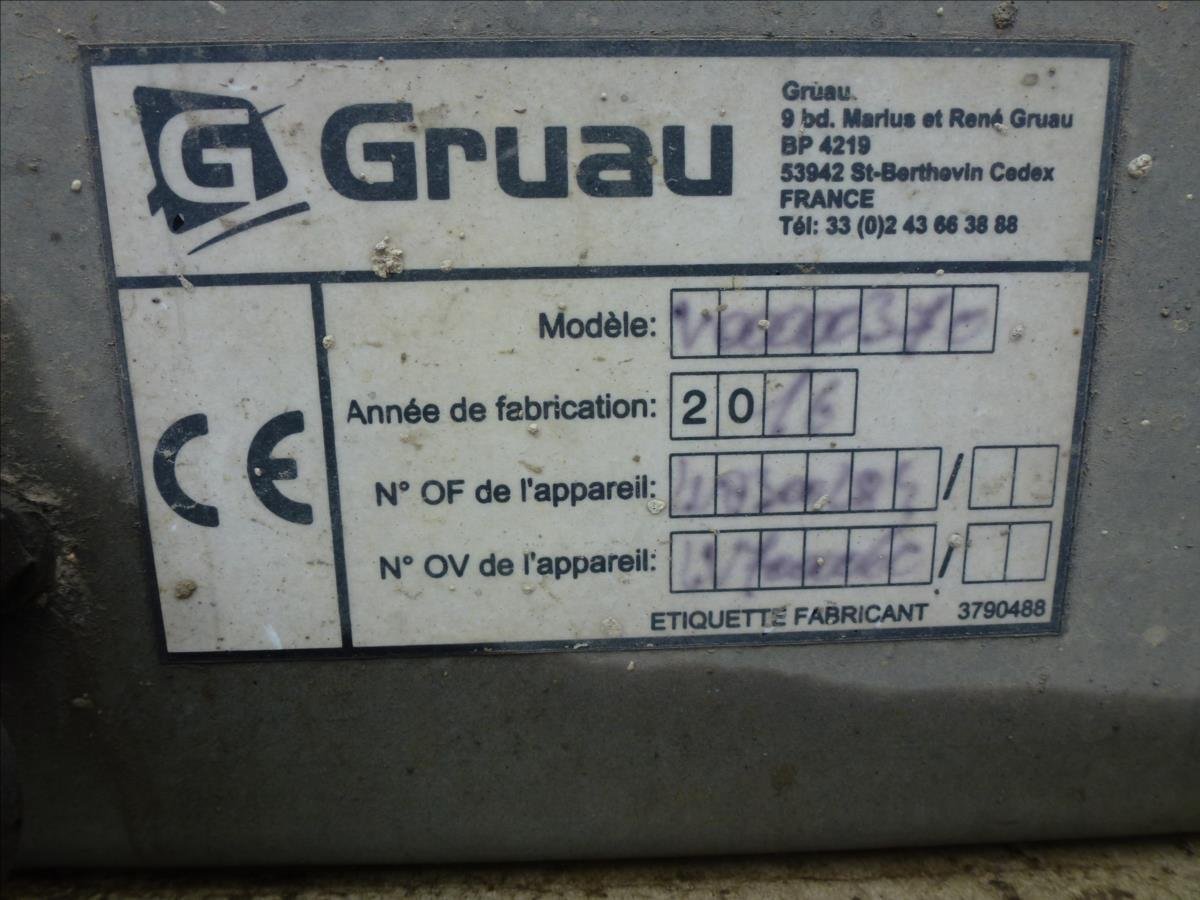 G Gruau
Gruau
9 bd. Marius et René Gruau
BP 4219
53942 St-Berthevin Cedex
FRANCE
Tél: 33 (0)2 43 66 38 88
CE
Modèle:
Année de fabrication: 20
N° OF de l'appareil: /
N° OV de l'appareil: /
ETIQUETTE FABRICANT 3790488